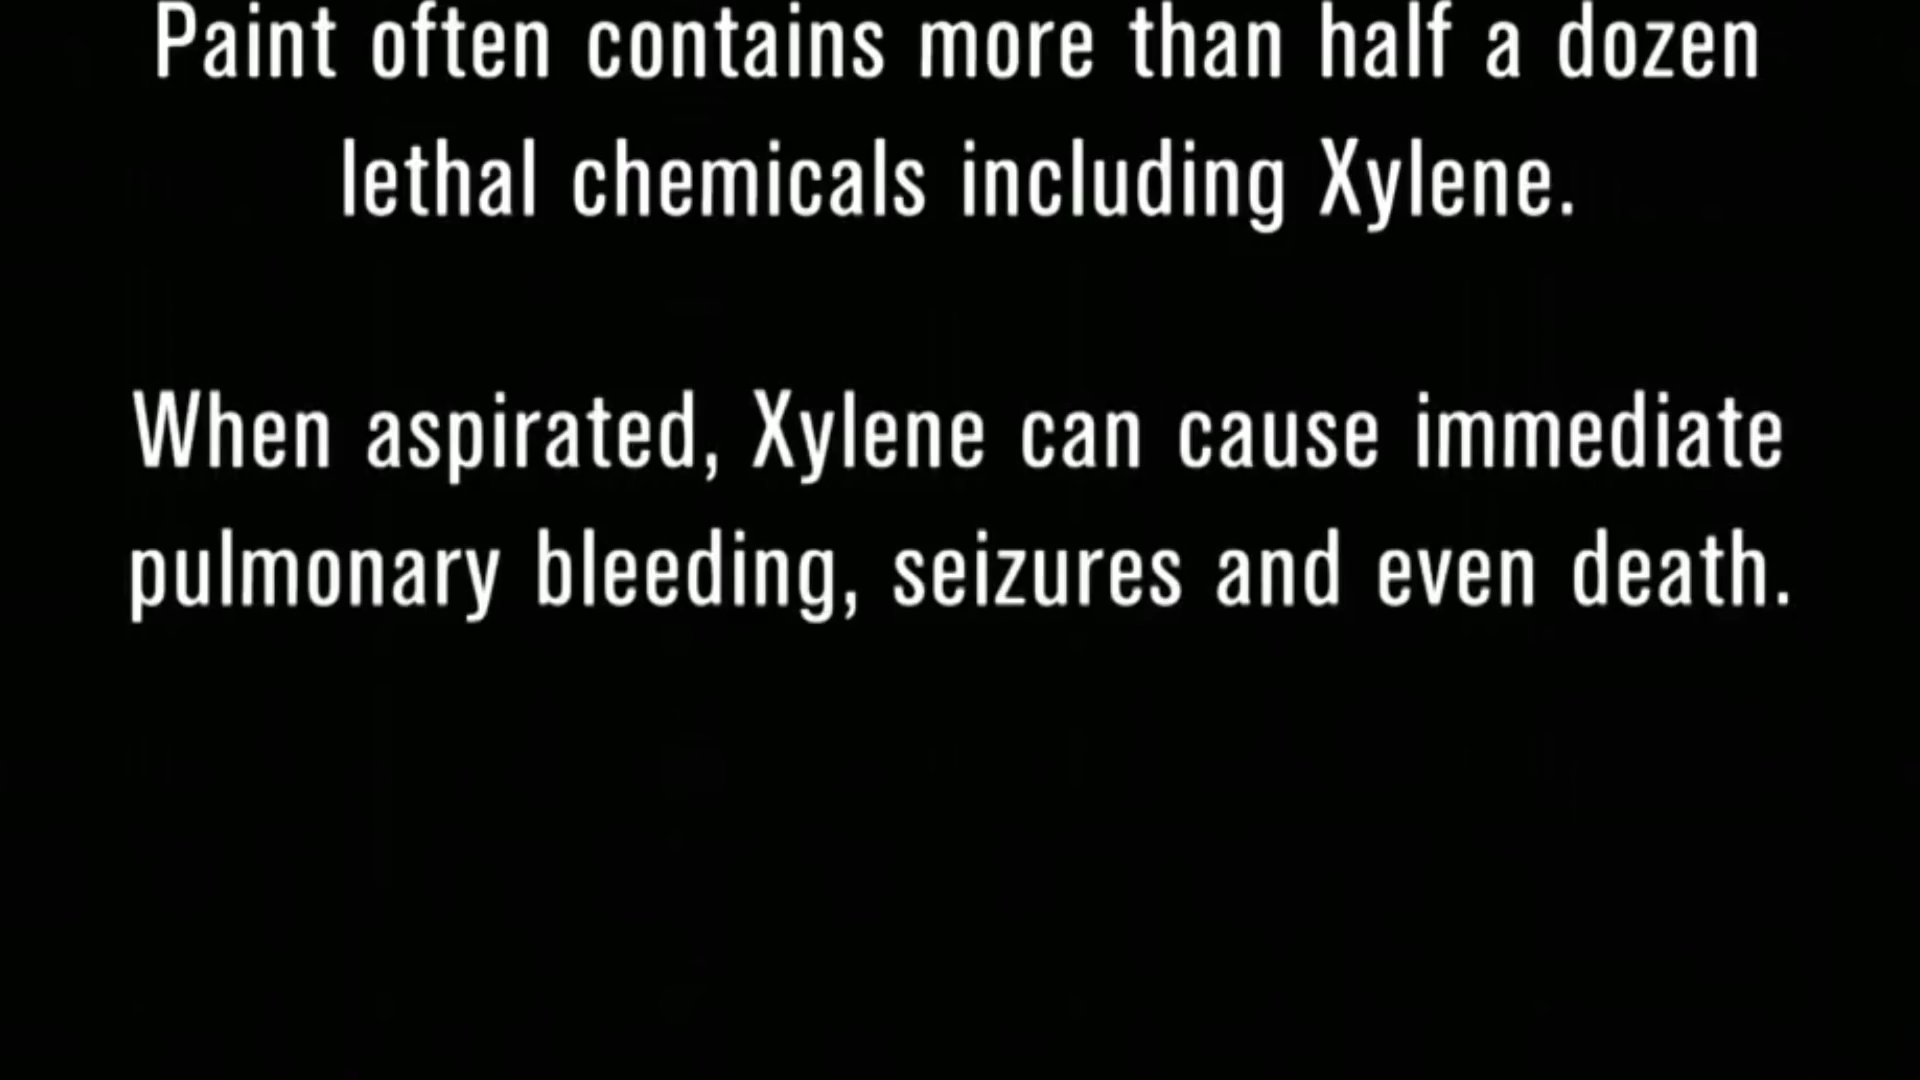 Paint often contains more than half a dozen
lethal chemicals including Xylene.
When aspirated, Xylene can cause immediate
pulmonary bleeding, seizures and even death.